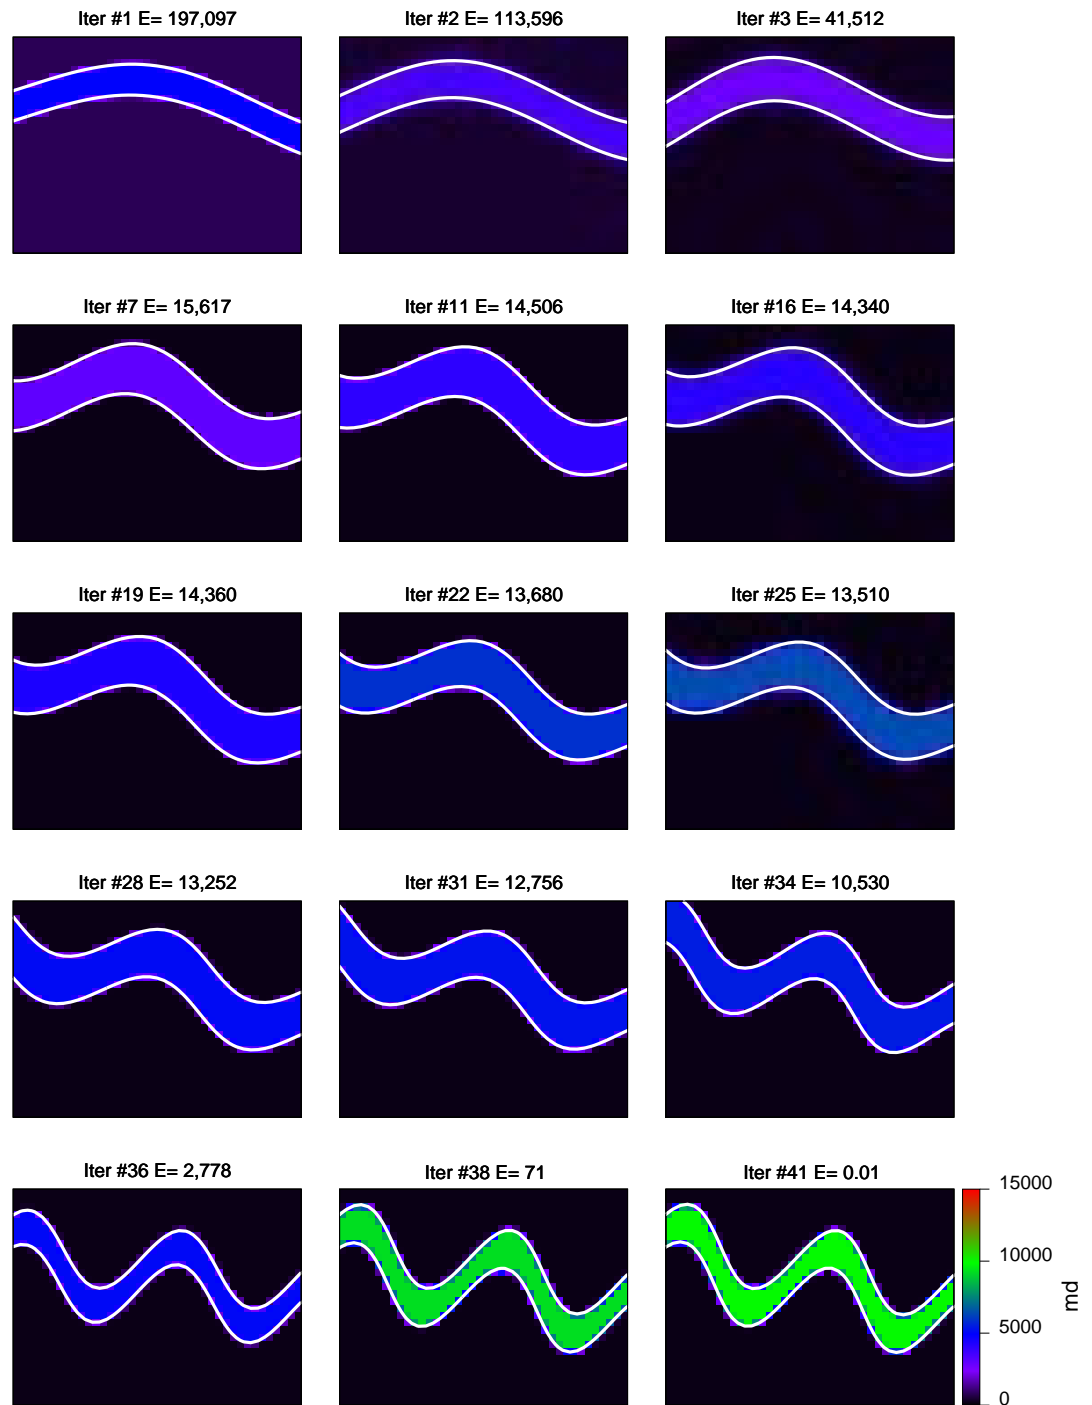 Iter #1 E= 197,097
Iter #2 E= 113,596
Iter #3 E= 41,512
Iter #7 E= 15,617
Iter #11 E= 14,506
Iter #16 E= 14,340
Iter #19 E= 14,360
Iter #22 E= 13,680
Iter #25 E= 13,510
Iter #28 E= 13,252
Iter #31 E= 12,756
Iter #34 E= 10,530
Iter #36 E= 2,778
Iter #38 E= 71
Iter #41 E= 0.01
15000
10000
5000
0
md